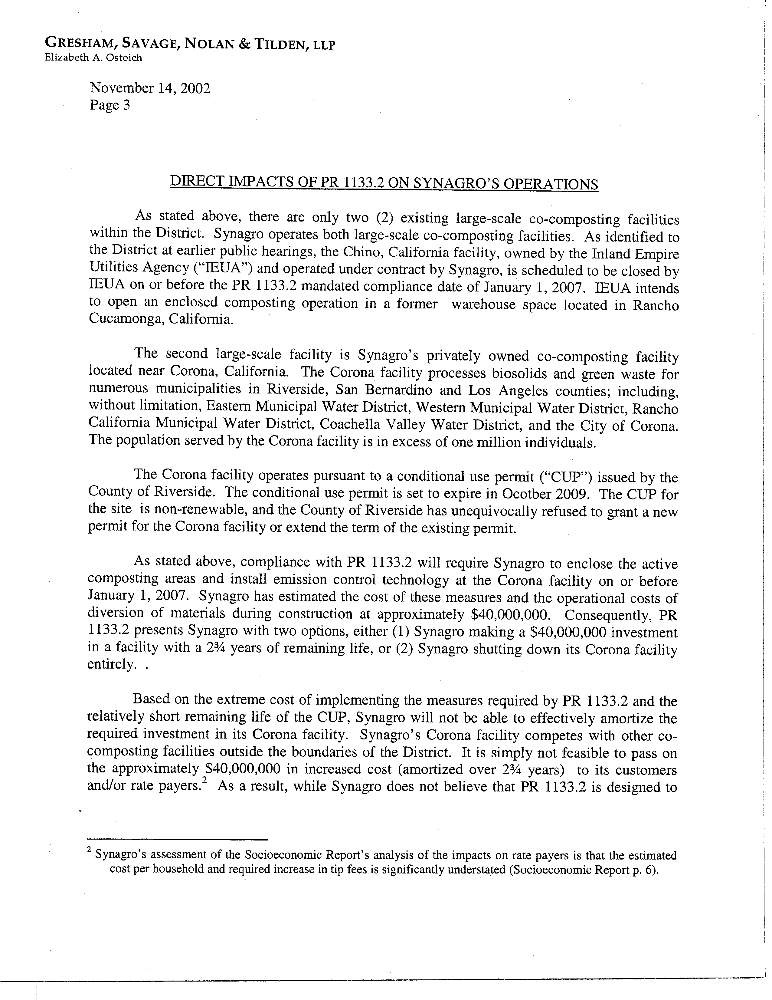 GRESHAM, SAVAGE, NOLAN & TILDEN, LLP
Elizabeth A. Ostoich
November 14, 2002
Page 3
DIRECT IMPACTS OF PR 1133.2 ON SYNAGRO'S OPERATIONS
As stated above, there are only two (2) existing large-scale co-composting facilities
within the District. Synagro operates both large-scale co-composting facilities. As identified to
the District at earlier public hearings, the Chino, California facility, owned by the Inland Empire
Utilities Agency (“IEUA”) and operated under contract by Synagro, is scheduled to be closed by
IEUA on or before the PR 1133.2 mandated compliance date of January 1, 2007. IEUA intends
to open an enclosed composting operation in a former warehouse space located in Rancho
Cucamonga, California.
The second large-scale facility is Synagro's privately owned co-composting facility
located near Corona, California. The Corona facility processes biosolids and green waste for
numerous municipalities in Riverside, San Bernardino and Los Angeles counties; including,
without limitation, Eastern Municipal Water District, Western Municipal Water District, Rancho
California Municipal Water District, Coachella Valley Water District, and the City of Corona.
The population served by the Corona facility is in excess of one million individuals.
The Corona facility operates pursuant to a conditional use permit (“CUP”) issued by the
County of Riverside. The conditional use permit is set to expire in Ocotber 2009. The CUP for
the site is non-renewable, and the County of Riverside has unequivocally refused to grant a new
permit for the Corona facility or extend the term of the existing permit.
As stated above, compliance with PR 1133.2 will require Synagro to enclose the active
composting areas and install emission control technology at the Corona facility on or before
January 1, 2007. Synagro has estimated the cost of these measures and the operational costs of
diversion of materials during construction at approximately $40,000,000. Consequently, PR
1133.2 presents Synagro with two options, either (1) Synagro making a $40,000,000 investment
in a facility with a 2¾ years of remaining life, or (2) Synagro shutting down its Corona facility
entirely. .
Based on the extreme cost of implementing the measures required by PR 1133.2 and the
relatively short remaining life of the CUP, Synagro will not be able to effectively amortize the
required investment in its Corona facility. Synagro's Corona facility competes with other co-
composting facilities outside the boundaries of the District. It is simply not feasible to pass on
the approximately $40,000,000 in increased cost (amortized over 2¾ years) to its customers
and/or rate payers.² As a result, while Synagro does not believe that PR 1133.2 is designed to
² Synagro's assessment of the Socioeconomic Report's analysis of the impacts on rate payers is that the estimated
cost per household and required increase in tip fees is significantly understated (Socioeconomic Report p. 6).